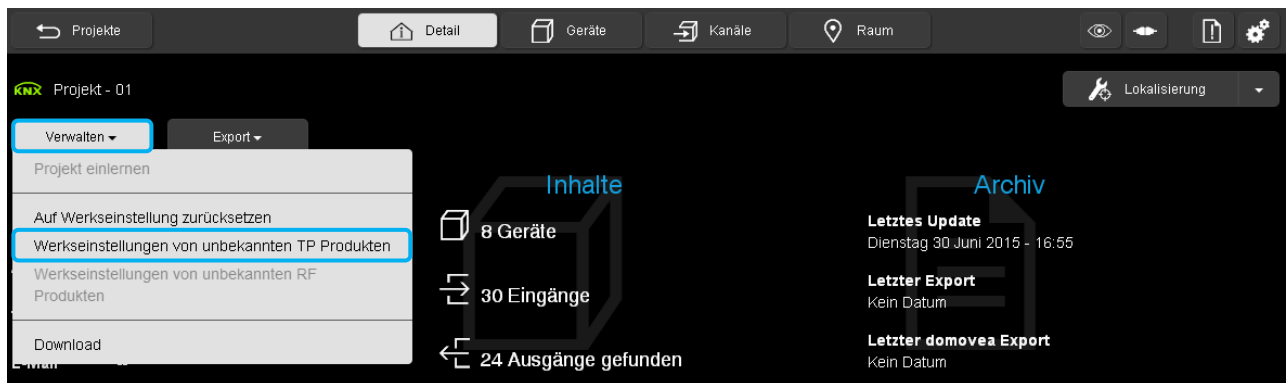 Projekte
Detail
Geräte
Kanäle
Raum
KNX Projekt - 01
Lokalisierung
Verwalten
Export
Projekt einlernen
Auf Werkseinstellung zurücksetzen
Werkseinstellungen von unbekannten TP Produkten
Werkseinstellungen von unbekannten RF
Produkten
Download
E-Mail
Inhalte
8 Geräte
30 Eingänge
24 Ausgänge gefunden
Archiv
Letztes Update
Dienstag 30 Juni 2015 - 16:55
Letzter Export
Kein Datum
Letzter domovea Export
Kein Datum